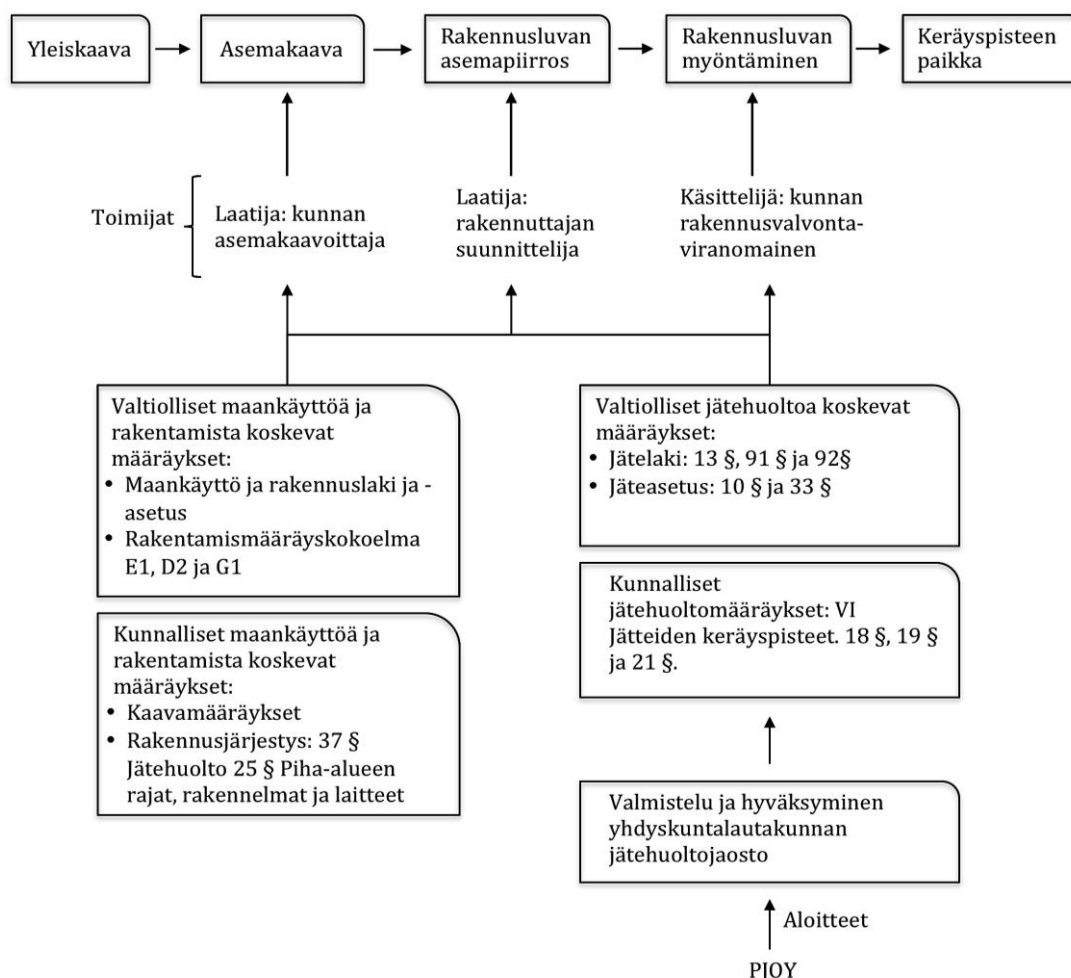 Yleiskaava
Asemakaava
Rakennusluvan
asemapiirros
Rakennusluvan
myöntäminen
Keräyspisteen
paikka
Toimijat
Laatija: kunnan
asemakaavoittaja
Laatija:
rakennuttajan
suunnittelija
Käsittelijä: kunnan
rakennusvalvonta-
viranomainen
Valtiolliset maankäyttöä ja
rakentamista koskevat
määräykset:
• Maankäyttö ja rakennuslaki ja -
asetus
• Rakentamismääräyskokoelma
E1, D2 ja G1
Kunnalliset maankäyttöä ja
rakentamista koskevat
määräykset:
• Kaavamääräykset
• Rakennusjärjestys: 37 §
Jätehuolto 25 § Piha-alueen
rajat, rakennelmat ja laitteet
Valtiolliset jätehuoltoa koskevat
määräykset:
• Jätelaki: 13 §, 91 § ja 92§
• Jäteasetus: 10 § ja 33 §
Kunnalliset
jätehuoltomääräykset: VI
Jätteiden keräyspisteet. 18 §, 19 §
ja 21 §.
Valmistelu ja hyväksyminen
yhdyskuntalautakunnan
jätehuoltojaosto
Aloitteet
PJOY